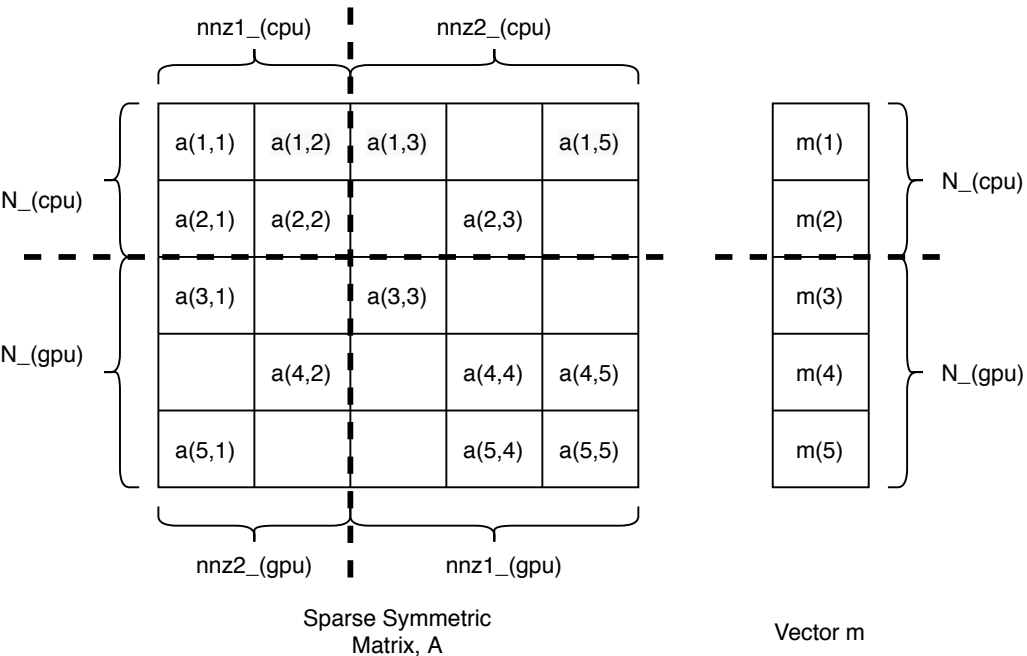 nnz1_(cpu) nnz2_(cpu)
a(1,1) a(1,2) a(1,3) a(1,5) m(1)
N_(cpu) N_(cpu)
a(2,1) a(2,2) a(2,3) m(2)
a(3,1) a(3,3) m(3)
N_(gpu) N_(gpu)
a(4,2) a(4,4) a(4,5) m(4)
a(5,1) a(5,4) a(5,5) m(5)
nnz2_(gpu) nnz1_(gpu)
Sparse Symmetric
Matrix, A
Vector m